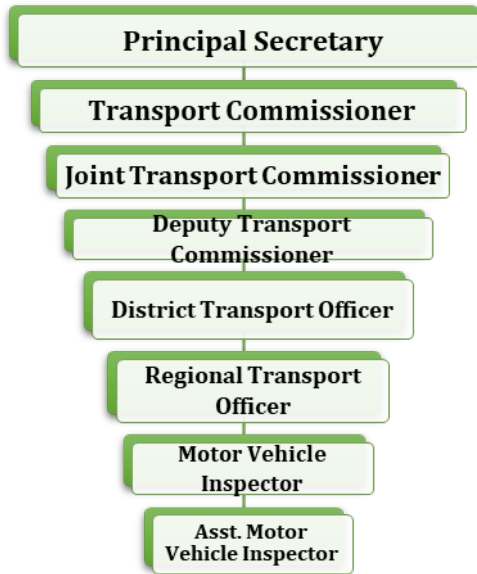 Principal Secretary
Transport Commissioner
Joint Transport Commissioner
Deputy Transport
Commissioner
District Transport Officer
Regional Transport
Officer
Motor Vehicle
Inspector
Asst. Motor
Vehicle Inspector